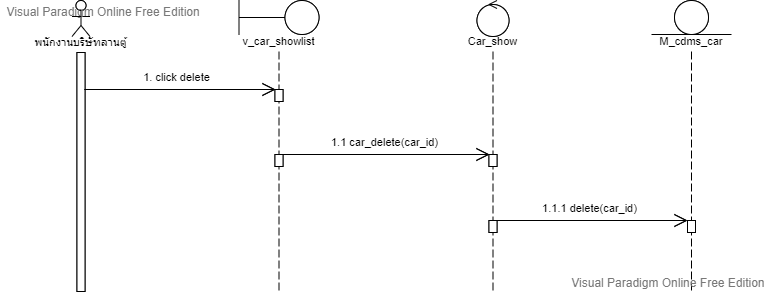 Visual Paradigm Online Free Edition
พนักงานบริษัทลานตู้
v_car_showlist
Car_show
M_cdms_car
1. click delete
1.1 car_delete(car_id)
1.1.1 delete(car_id)
Visual Paradigm Online Free Edition